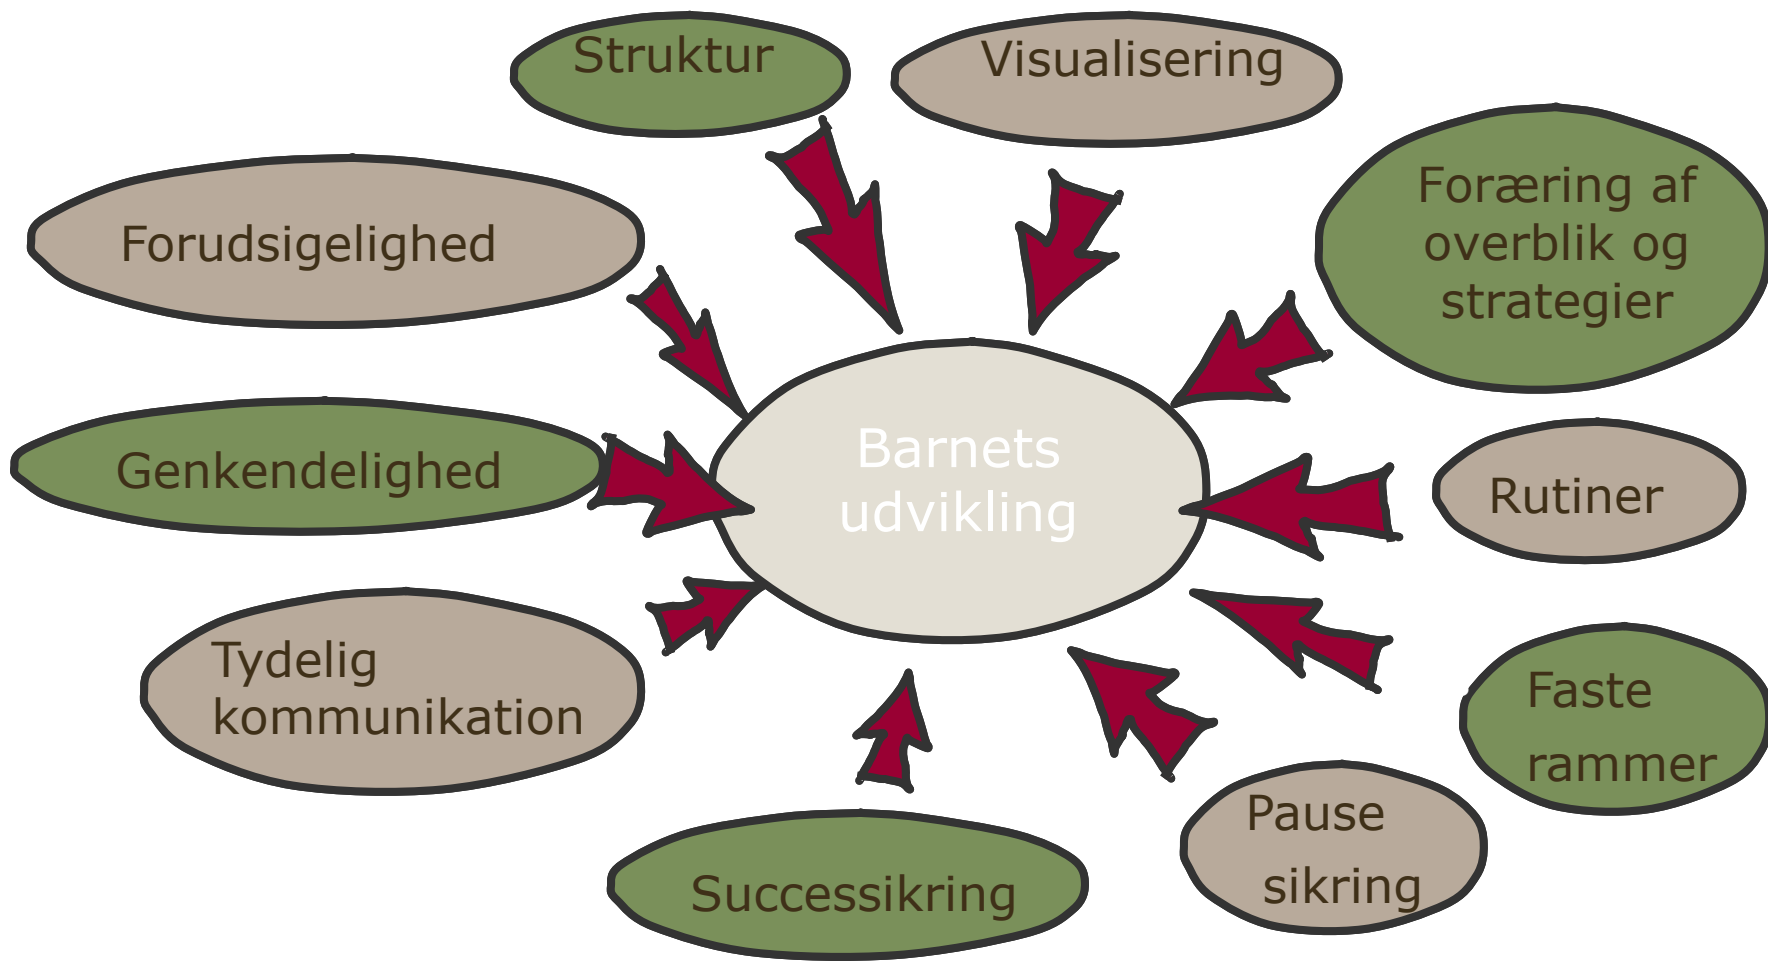 Struktur
Visualisering
Foræring af
overblik og
strategier
Forudsigelighed
Barnets
udvikling
Genkendelighed
Rutiner
Tydelig
kommunikation
Faste
rammer
Pause
sikring
Successikring